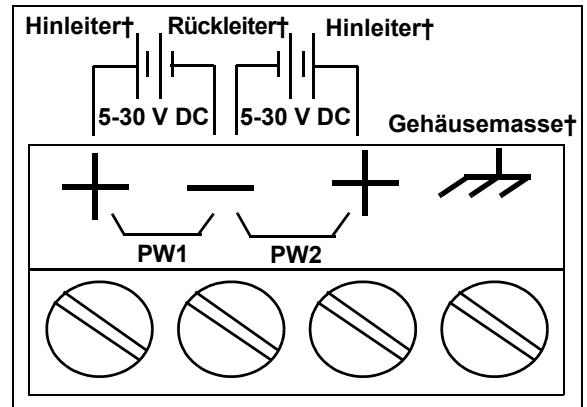 Hinleiter† Rückleiter† Hinleiter†
5-30 V DC 5-30 V DC
Gehäusemasse†
PW1 PW2